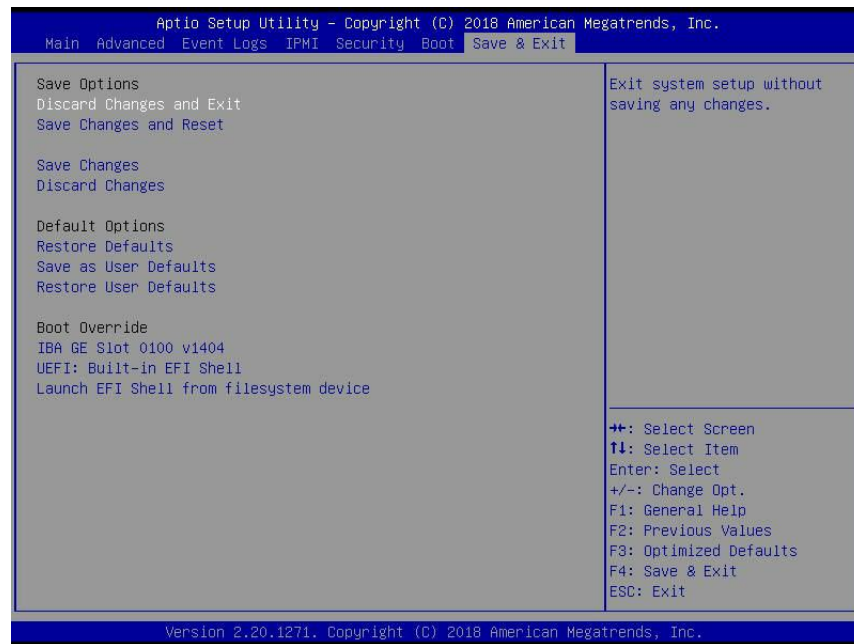 Aptio Setup Utility – Copyright (C) 2018 American Megatrends, Inc.
Main Advanced Event Logs IPMI Security Boot Save & Exit
Save Options
Discard Changes and Exit
Save Changes and Reset
Save Changes
Discard Changes
Default Options
Restore Defaults
Save as User Defaults
Restore User Defaults
Boot Override
IBA GE Slot 0100 v1404
UEFI: Built-in EFI Shell
Launch EFI Shell from filesystem device
Exit system setup without
saving any changes.
→←: Select Screen
↑↓: Select Item
Enter: Select
+/-: Change Opt.
F1: General Help
F2: Previous Values
F3: Optimized Defaults
F4: Save & Exit
ESC: Exit
Version 2.20.1271. Copyright (C) 2018 American Megatrends, Inc.